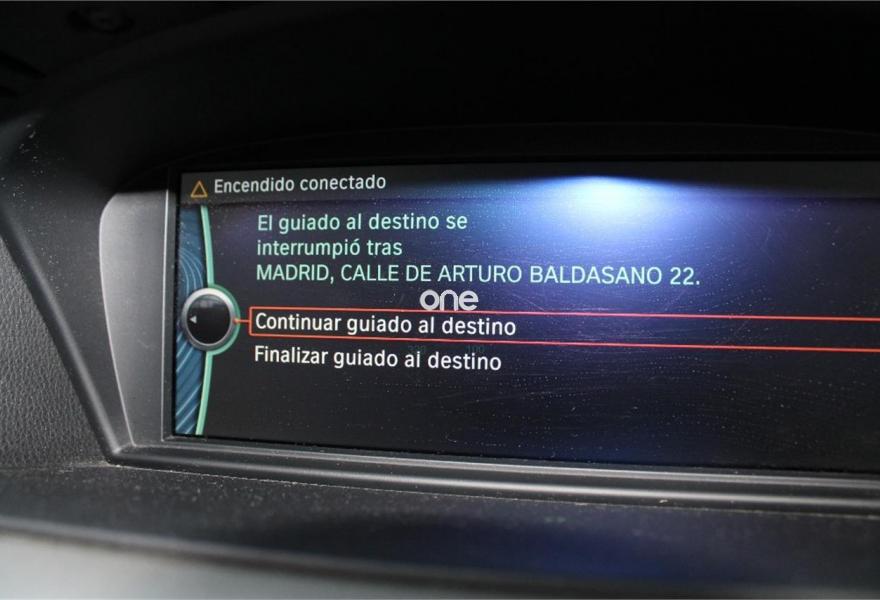 Encendido conectado
El guiado al destino se
interrumpió tras
MADRID, CALLE DE ARTURO BALDASANO 22.
one
Continuar guiado al destino
Finalizar guiado al destino